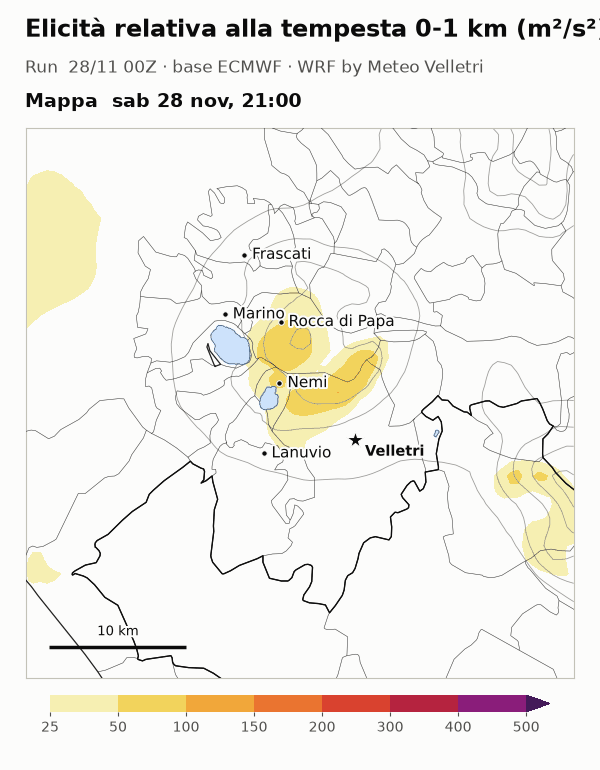 Elicità relativa alla tempesta 0-1 km (m²/s²)
Run 28/11 00Z · base ECMWF · WRF by Meteo Velletri
Mappa sab 28 nov, 21:00
Frascati
Marino
Rocca di Papa
Nemi
Velletri
Lanuvio
10 km
25 50 100 150 200 300 400 500